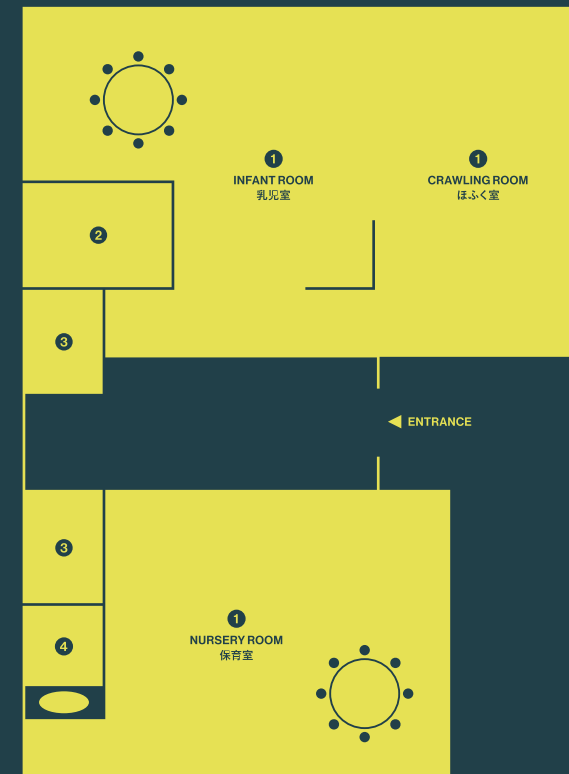 1
1
INFANT ROOM
乳児室
CRAWLING ROOM
ほふく室
2
3
ENTRANCE
3
1
NURSERY ROOM
保育室
4